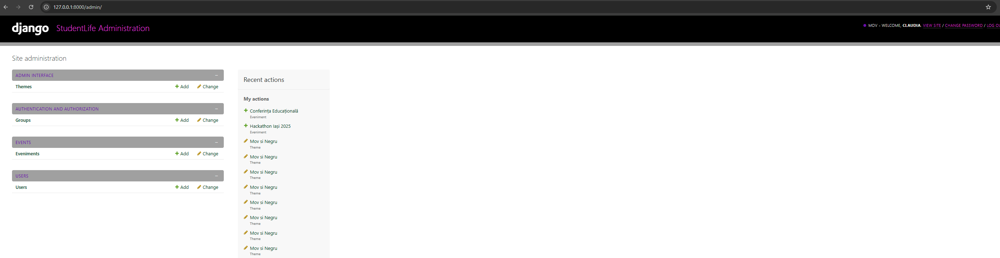 127.0.0.1:8000/admin/
django StudentLife Administration
MOV - WELCOME, CLAUDIA. VIEW SITE / CHANGE PASSWORD / LOG OU
Site administration
ADMIN INTERFACE
Themes Add Change
AUTHENTICATION AND AUTHORIZATION
Groups Add Change
EVENTS
Eveniments Add Change
USERS
Users Add Change
Recent actions
My actions
Conferința Educațională
Eveniment
Hackathon Iași 2025
Eveniment
Mov si Negru
Theme
Mov si Negru
Theme
Mov si Negru
Theme
Mov si Negru
Theme
Mov si Negru
Theme
Mov si Negru
Theme
Mov si Negru
Theme
Mov si Negru
Theme